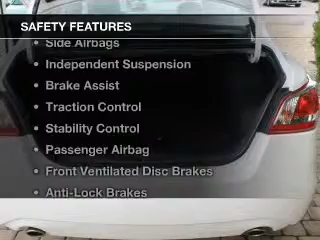 SAFETY FEATURES
• Side Airbags
• Independent Suspension
• Brake Assist
• Traction Control
• Stability Control
• Passenger Airbag
• Front Ventilated Disc Brakes
• Anti-Lock Brakes